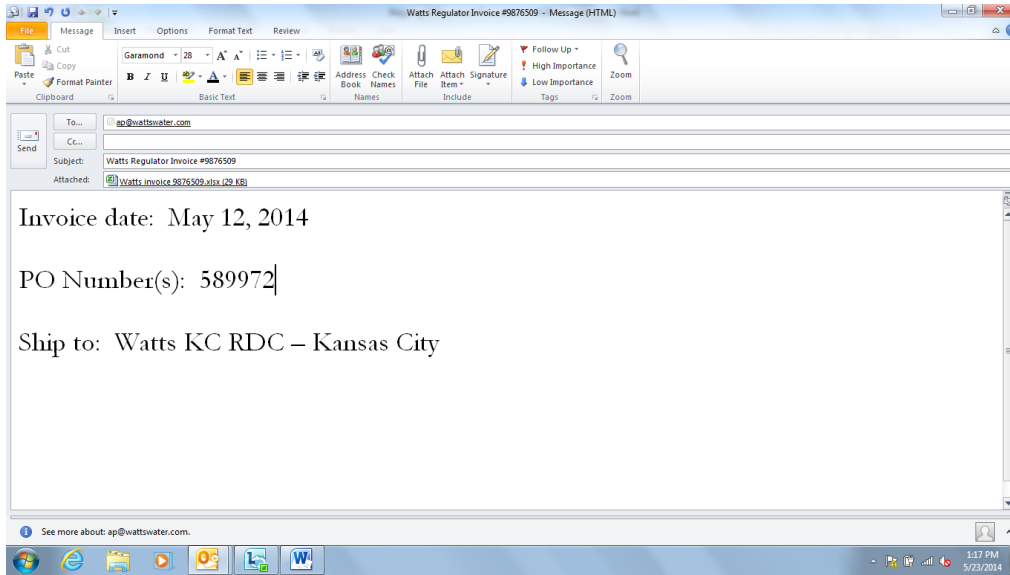 Watts Regulator Invoice #9876509 - Message (HTML)
File Message Insert Options Format Text Review
Paste
Cut
Copy
Format Painter
Clipboard
Garamond 28
B I U
Basic Text
Address Book
Check Names
Names
Attach File
Attach Item
Signature
Include
Follow Up
High Importance
Low Importance
Tags
Zoom
Zoom
Send
To... ap@wattswater.com
Cc...
Subject: Watts Regulator Invoice #9876509
Attached: Watts invoice 9876509.xlsx (29 KB)
Invoice date:  May 12, 2014
PO Number(s):  589972
Ship to:  Watts KC RDC – Kansas City
See more about: ap@wattswater.com.
1:17 PM
5/23/2014